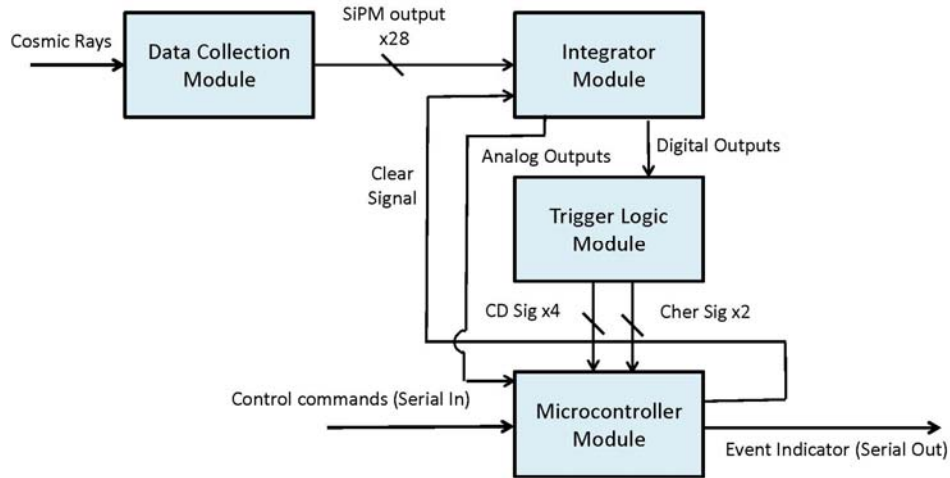 SiPM output
x28
Cosmic Rays
Data Collection
Module
Integrator
Module
Analog Outputs
Digital Outputs
Clear
Signal
Trigger Logic
Module
CD Sig x4
Cher Sig x2
Control commands (Serial In)
Microcontroller
Module
Event Indicator (Serial Out)